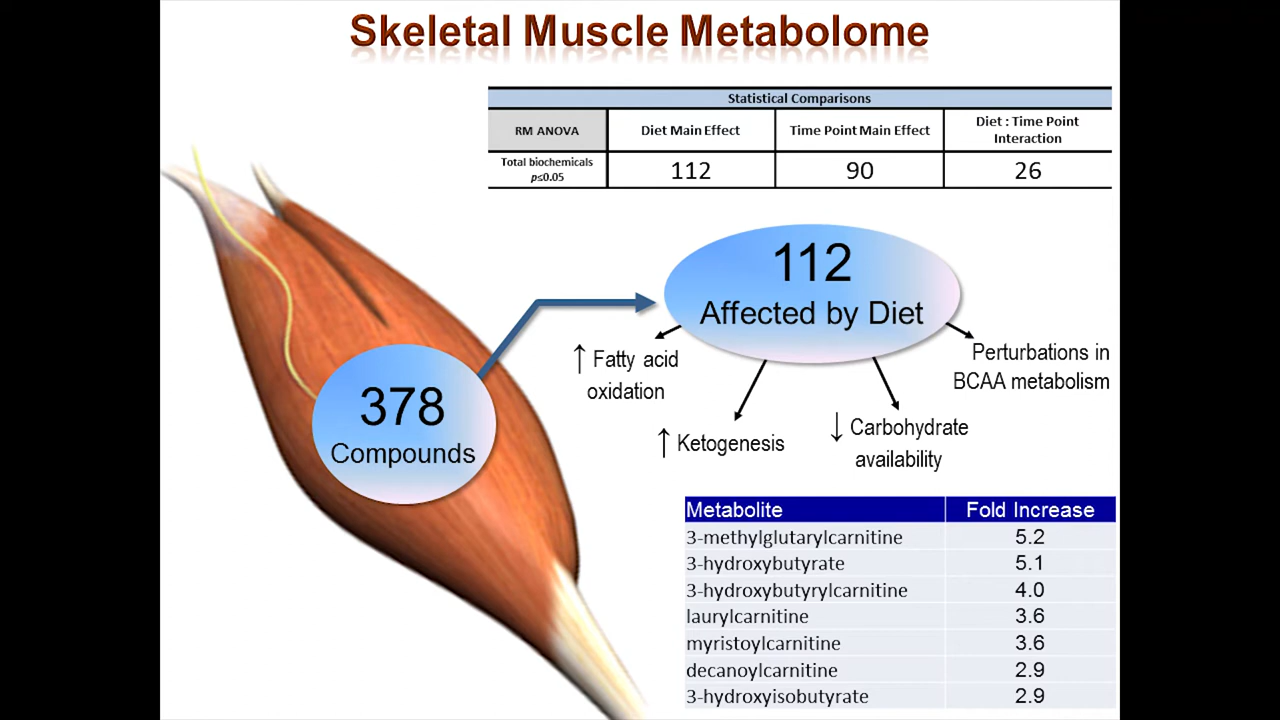 Skeletal Muscle Metabolome
Statistical Comparisons
RM ANOVA
Diet Main Effect
Time Point Main Effect
Diet : Time Point
Interaction
Total biochemicals
p≤0.05
112
90
26
112
Affected by Diet
378
Compounds
↑ Fatty acid
oxidation
↑ Ketogenesis
↓ Carbohydrate
availability
Perturbations in
BCAA metabolism
Metabolite Fold Increase
3-methylglutarylcarnitine 5.2
3-hydroxybutyrate 5.1
3-hydroxybutyrylcarnitine 4.0
laurylcarnitine 3.6
myristoylcarnitine 3.6
decanoylcarnitine 2.9
3-hydroxyisobutyrate 2.9